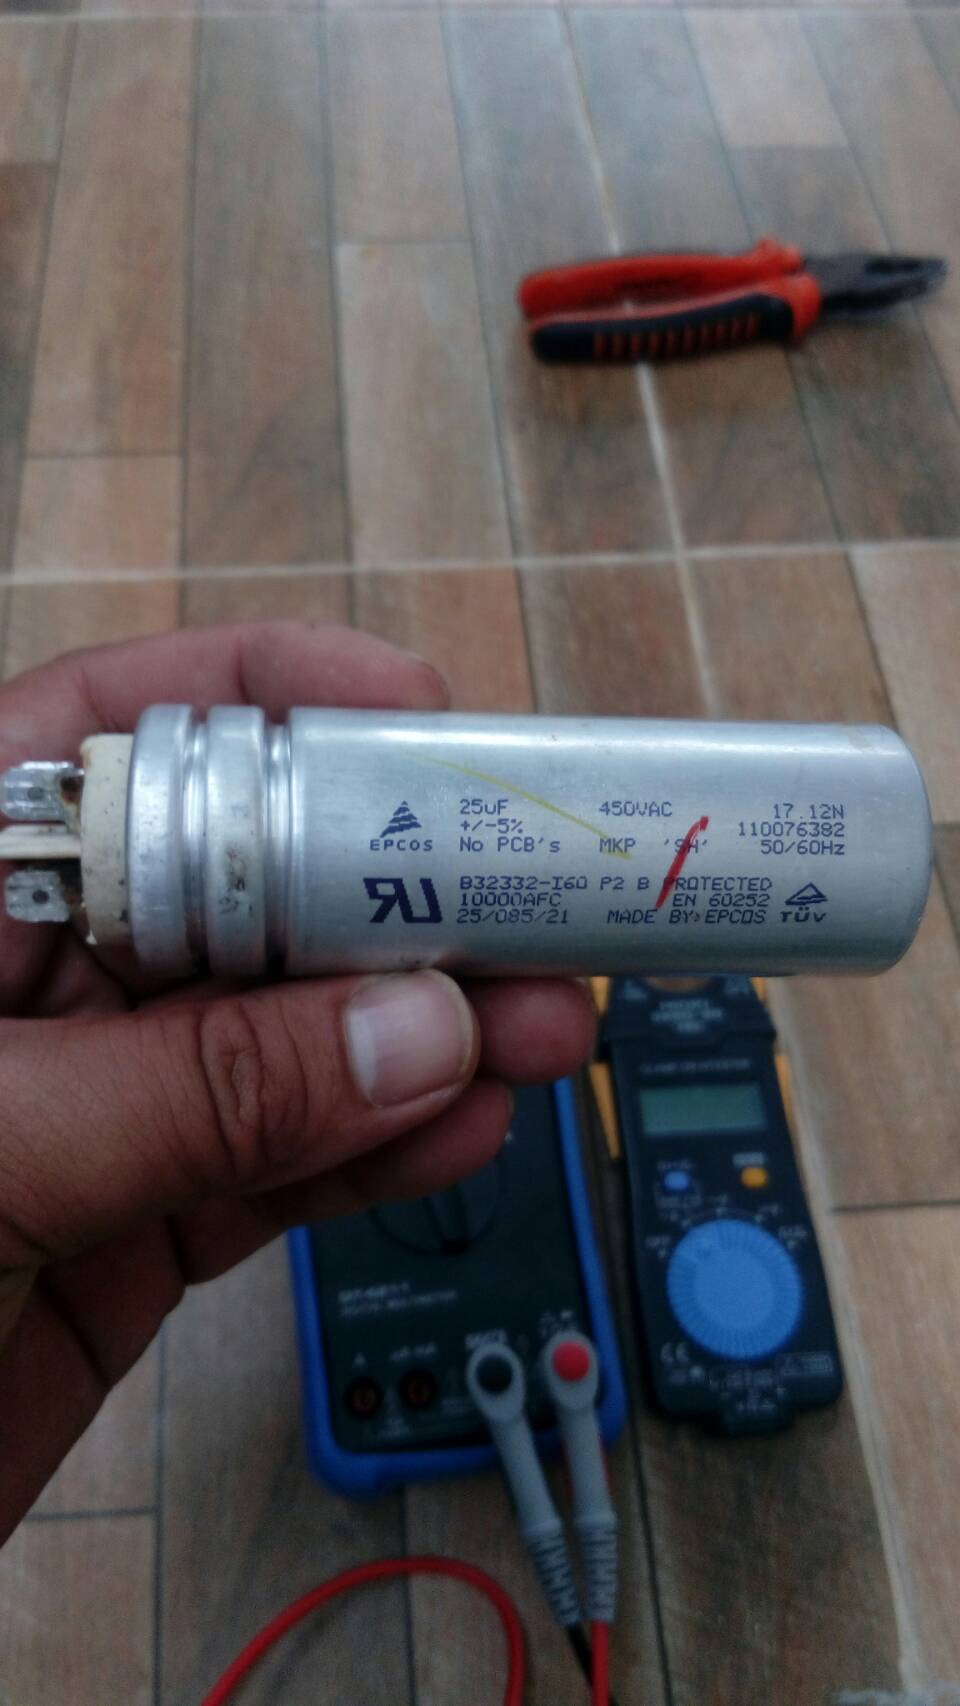 25uF 450VAC 17.12N
+/-5% 110076382
EPCOS No PCB's MKP 'SH' 50/60Hz
B32332-I60 P2 B PROTECTED
10000AFC EN 60252
25/085/21 MADE BY EPCOS TÜV